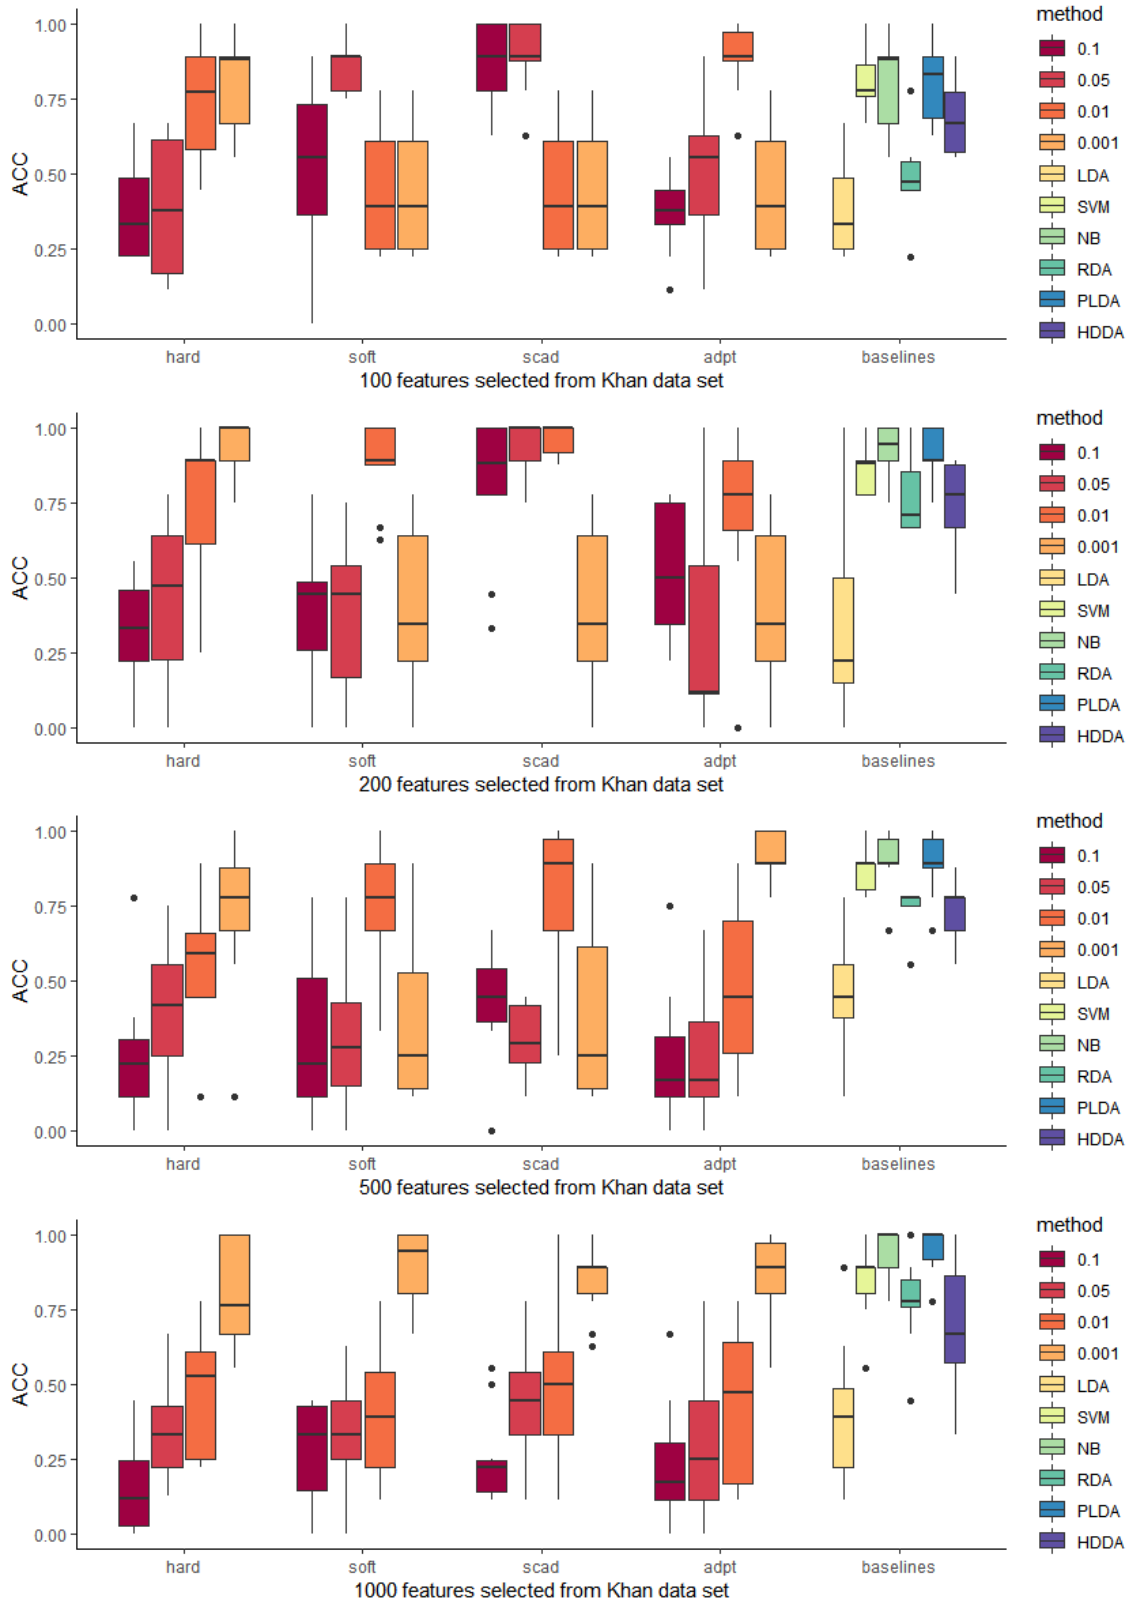 method
1.00
0.75
0.50
0.25
0.00
ACC
hard soft scad adpt baselines
100 features selected from Khan data set
0.1
0.05
0.01
0.001
LDA
SVM
NB
RDA
PLDA
HDDA
method
1.00
0.75
0.50
0.25
0.00
ACC
hard soft scad adpt baselines
200 features selected from Khan data set
0.1
0.05
0.01
0.001
LDA
SVM
NB
RDA
PLDA
HDDA
method
1.00
0.75
0.50
0.25
0.00
ACC
hard soft scad adpt baselines
500 features selected from Khan data set
0.1
0.05
0.01
0.001
LDA
SVM
NB
RDA
PLDA
HDDA
method
1.00
0.75
0.50
0.25
0.00
ACC
hard soft scad adpt baselines
1000 features selected from Khan data set
0.1
0.05
0.01
0.001
LDA
SVM
NB
RDA
PLDA
HDDA